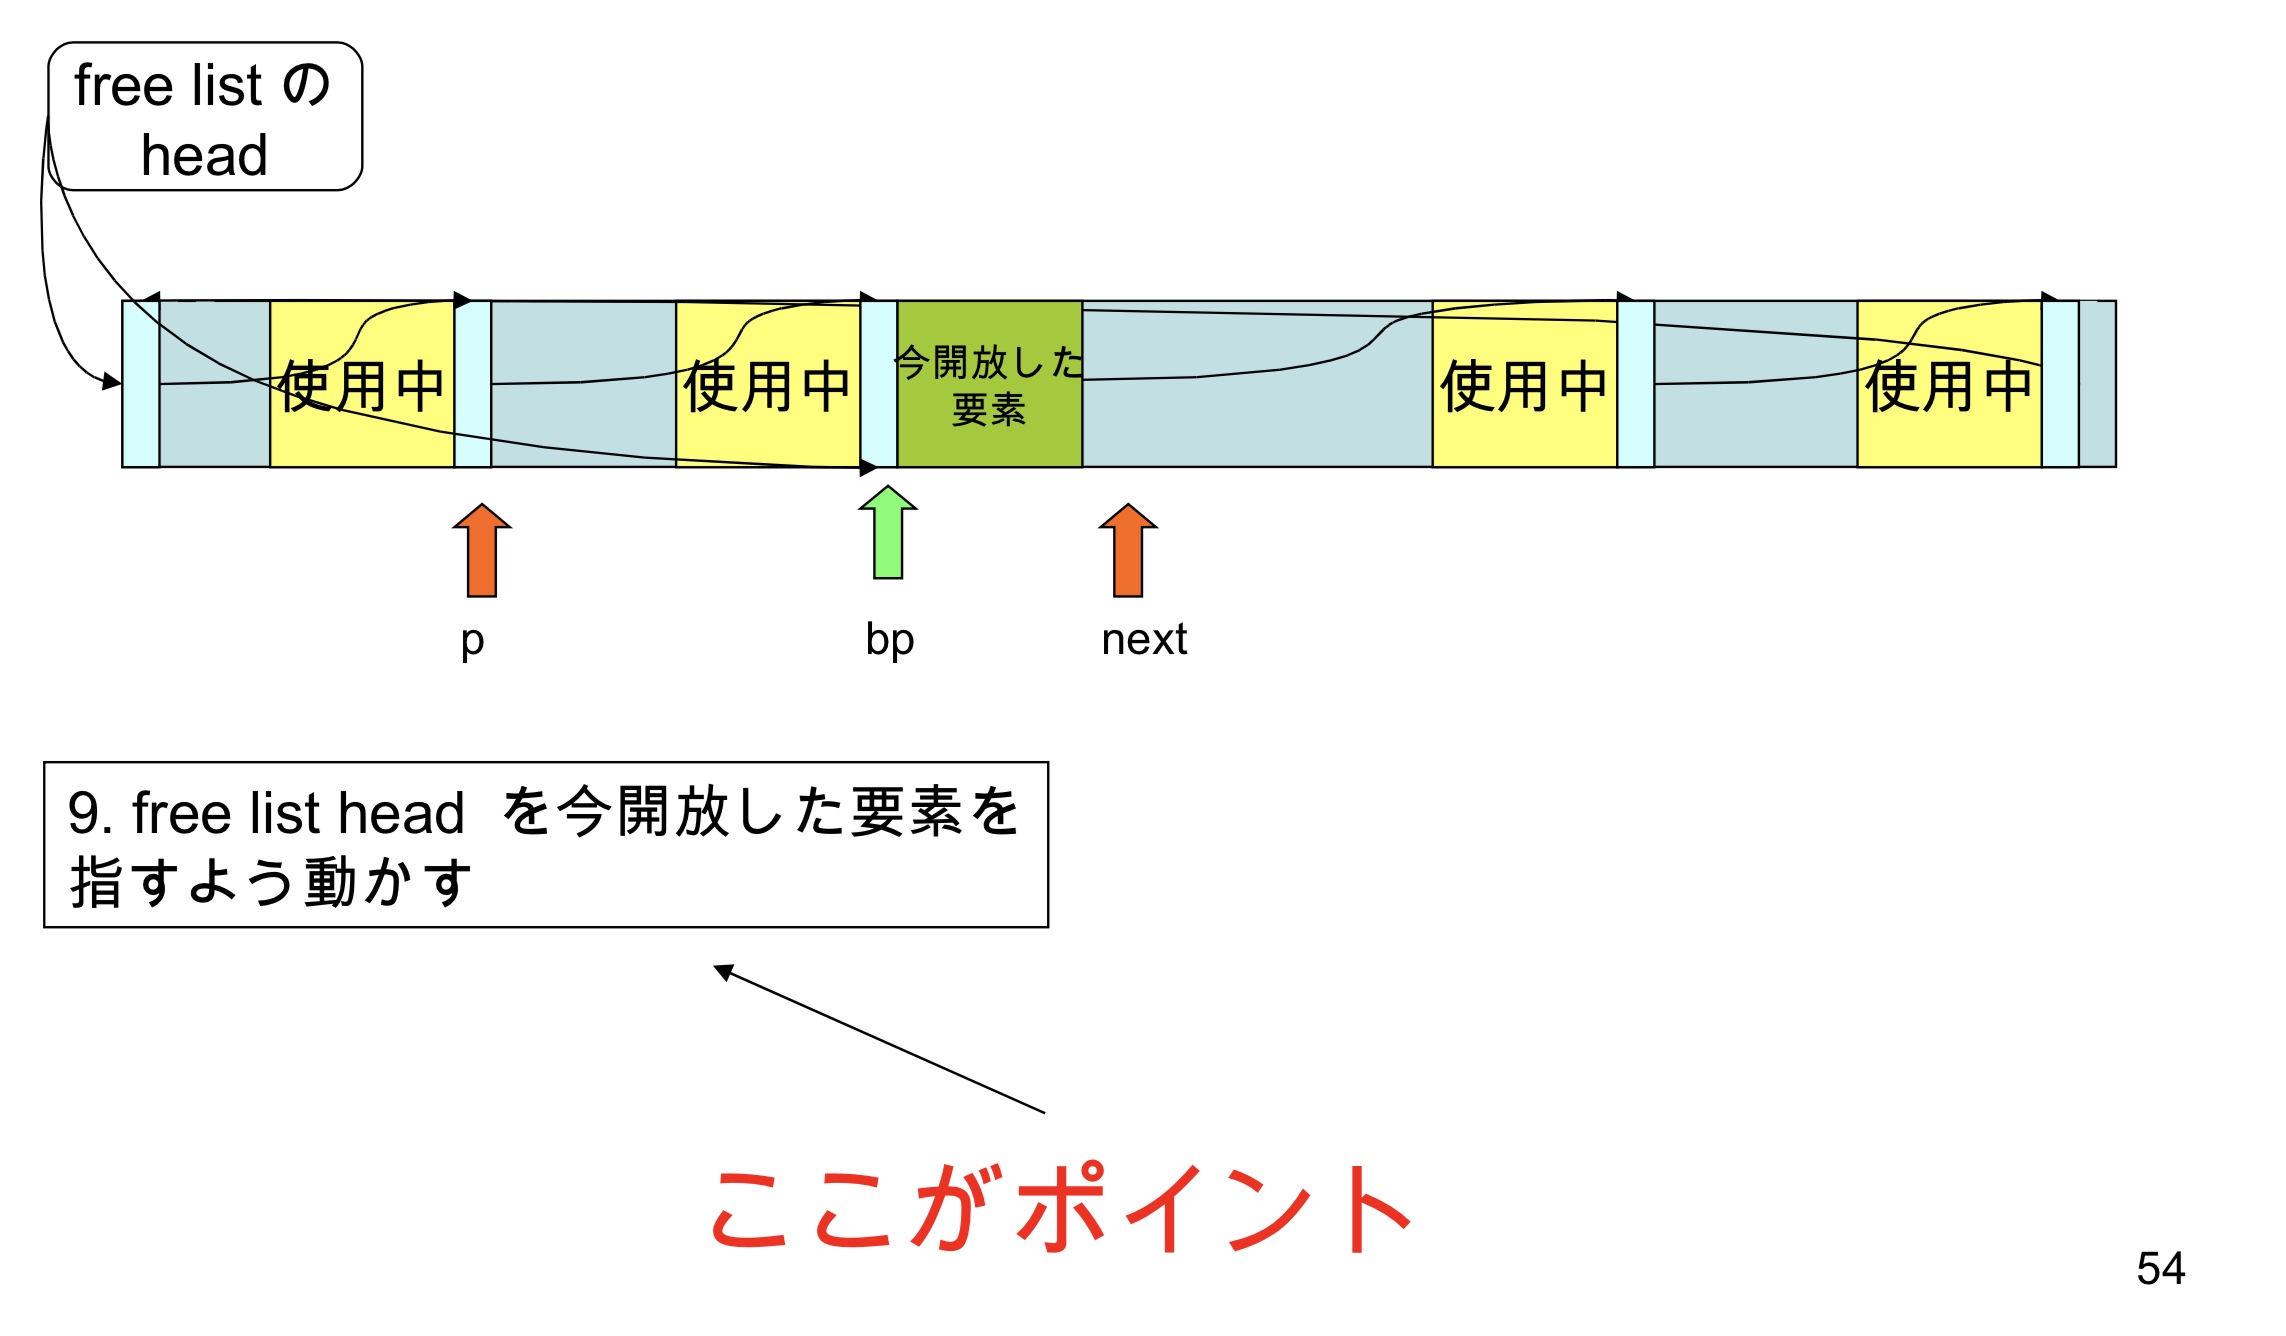 free list の
head
使用中
使用中
今開放した
要素
使用中
使用中
p
bp
next
9. free list head を今開放した要素を
指すよう動かす
ここがポイント
54